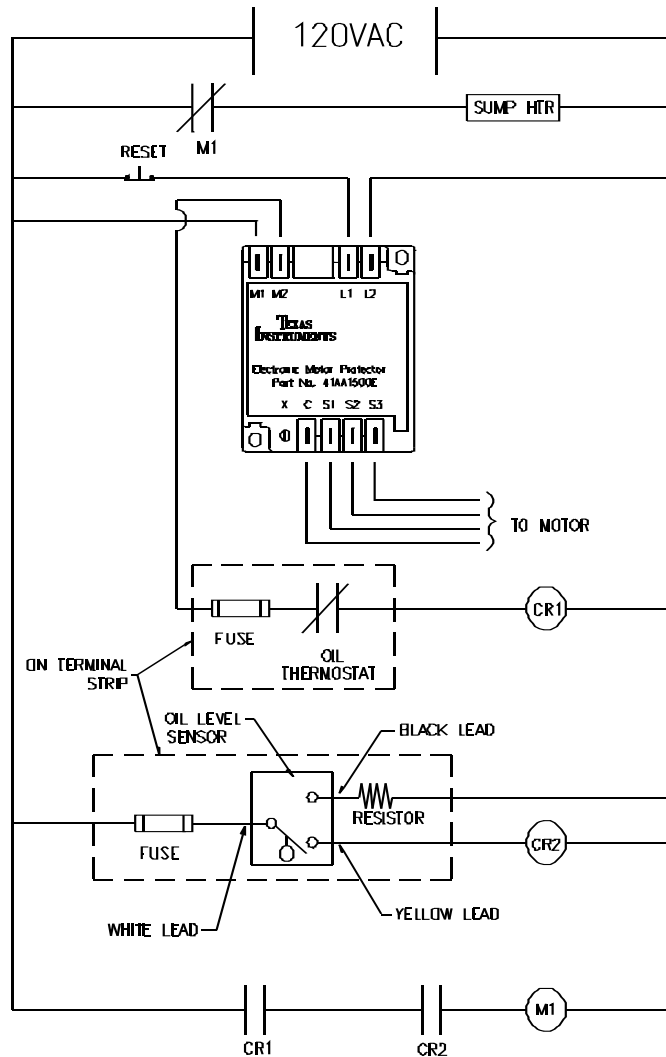 120VAC
SUMP HTR
M1
RESET
M1 M2 L1 L2
TEXAS
INSTRUMENTS
Electronic Motor Protector
Part No. 41AA1600E
X C S1 S2 S3
TO MOTOR
CR1
FUSE
OIL
THERMOSTAT
ON TERMINAL
STRIP
OIL LEVEL
SENSOR
BLACK LEAD
RESISTOR
CR2
FUSE
WHITE LEAD
YELLOW LEAD
M1
CR1
CR2